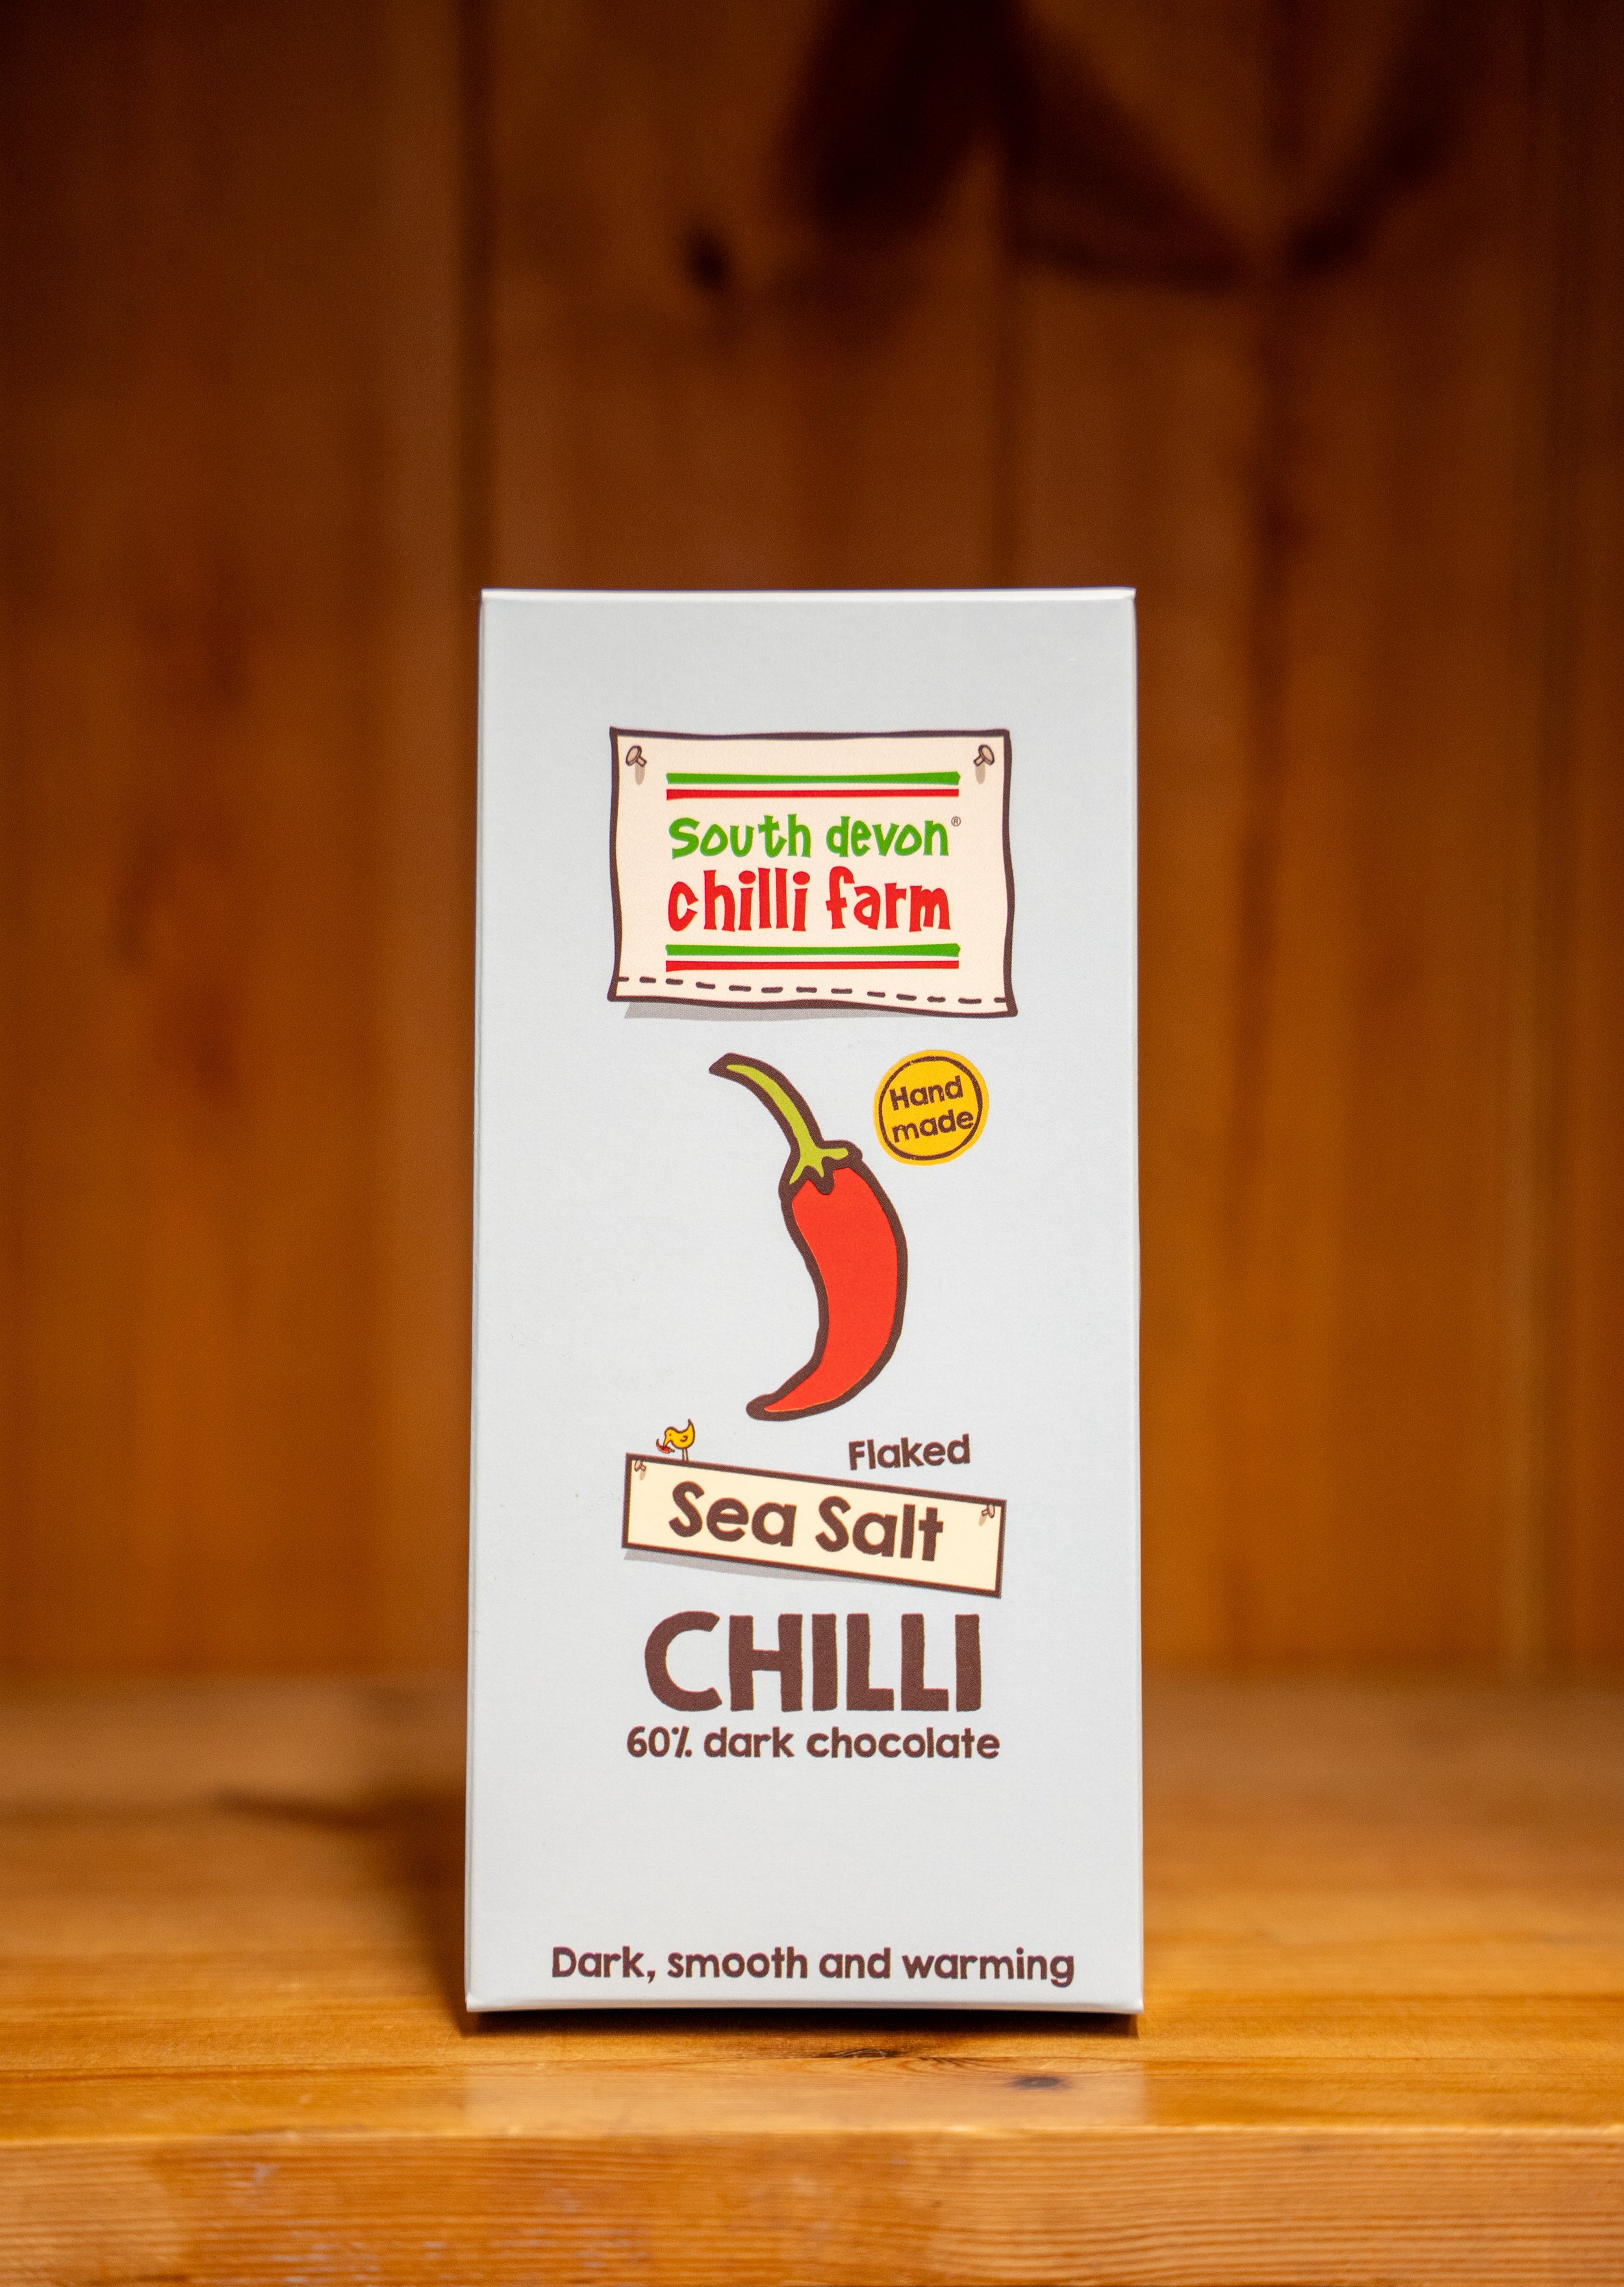 South devon®
chilli farm
Hand
made
Flaked
Sea Salt
CHILLI
60% dark chocolate
Dark, smooth and warming